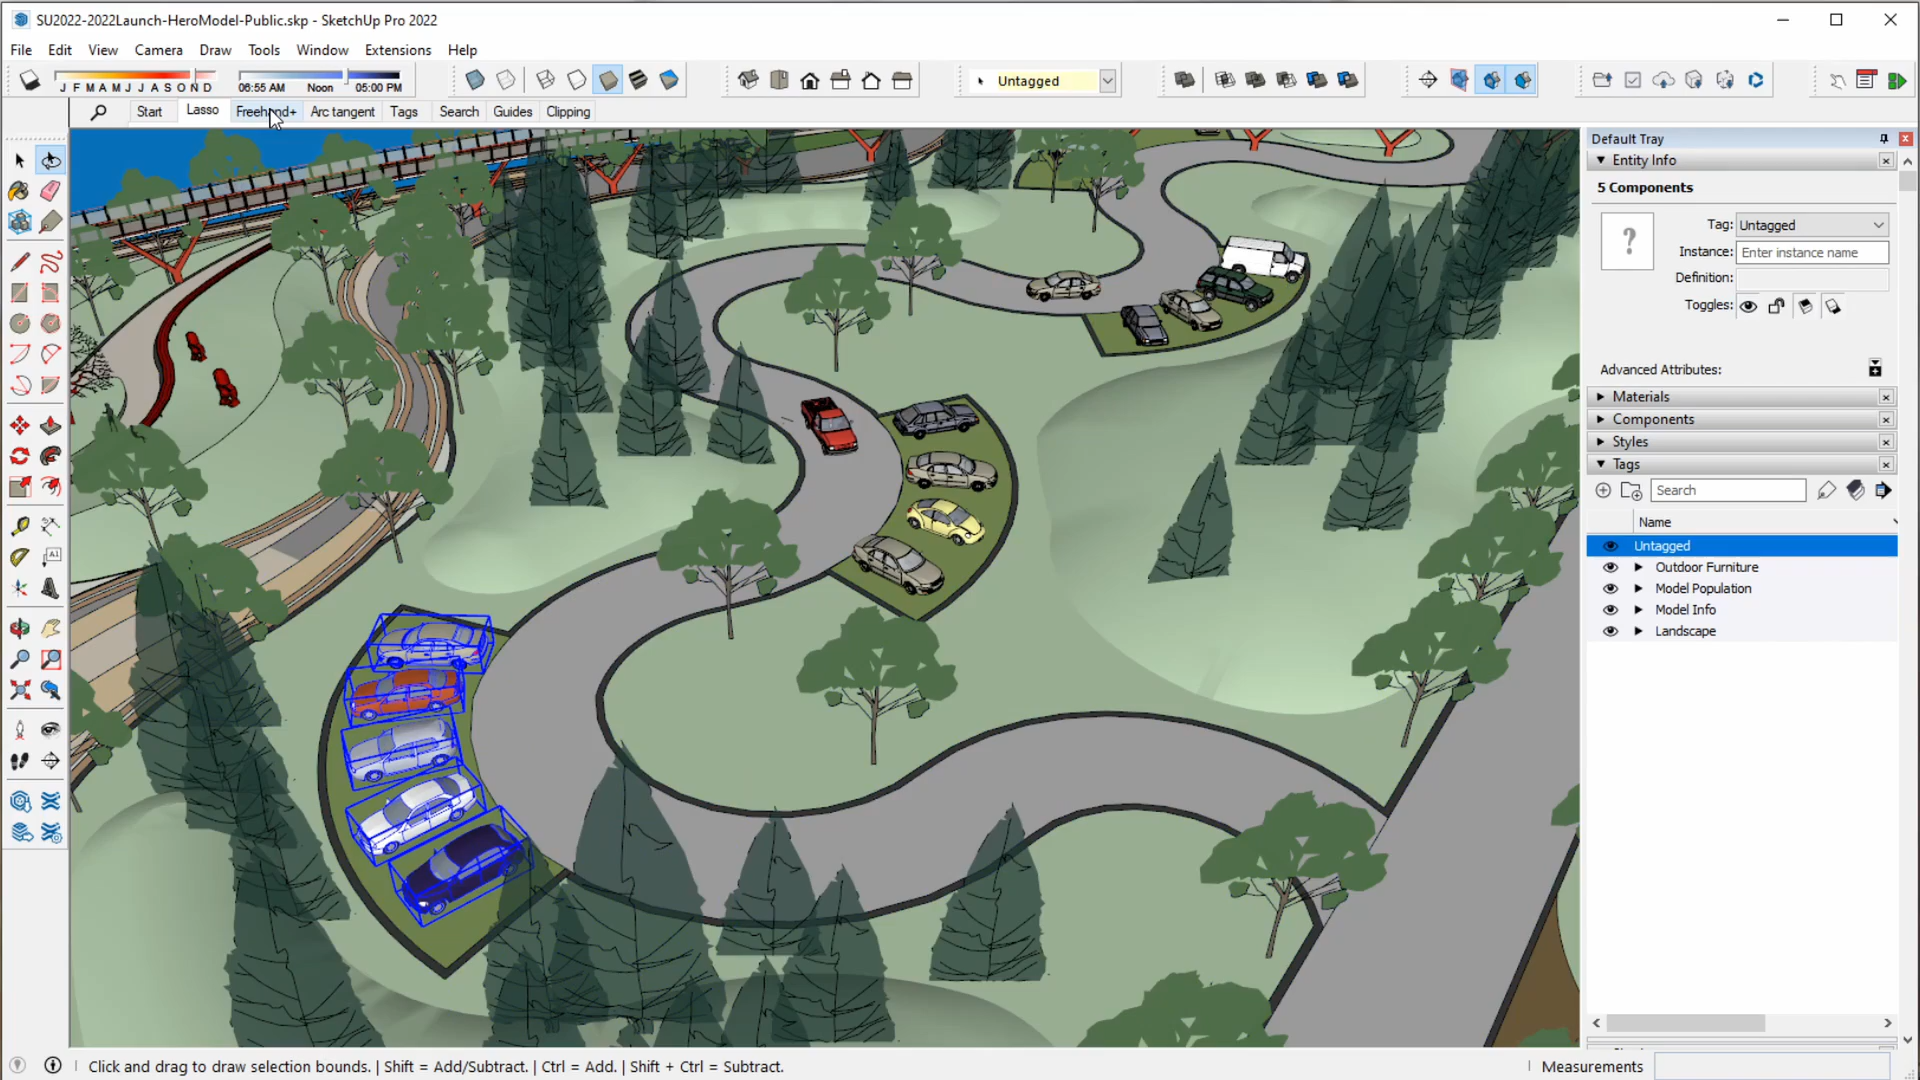 SU2022-2022Launch-HeroModel-Public.skp - SketchUp Pro 2022
File Edit View Camera Draw Tools Window Extensions Help
J F M A M J J A S O N D 06:55 AM Noon 05:00 PM Untagged
Start Lasso Freehand+ Arc tangent Tags Search Guides Clipping
Default Tray
Entity Info
5 Components
?
Tag: Untagged
Instance: Enter instance name
Definition:
Toggles:
Advanced Attributes:
Materials
Components
Styles
Tags
Search
Name
Untagged
Outdoor Furniture
Model Population
Model Info
Landscape
A1
Click and drag to draw selection bounds. | Shift = Add/Subtract. | Ctrl = Add. | Shift + Ctrl = Subtract.
Measurements